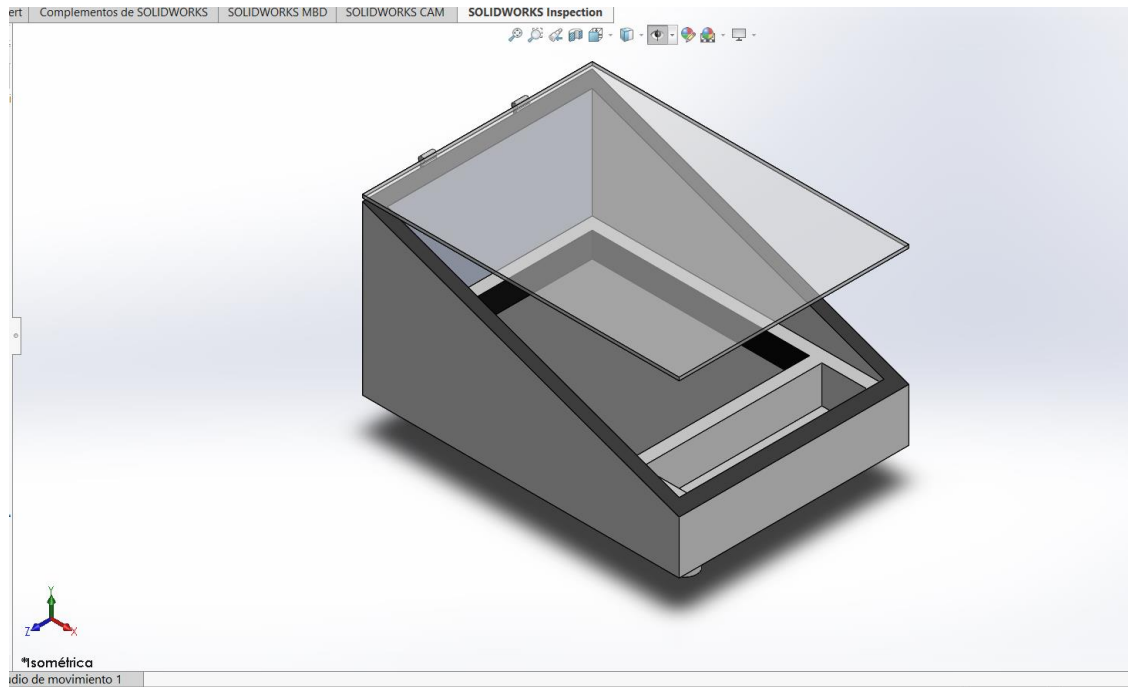 ert Complementos de SOLIDWORKS SOLIDWORKS MBD SOLIDWORKS CAM SOLIDWORKS Inspection
Y
Z X
*Isométrica
udio de movimiento 1